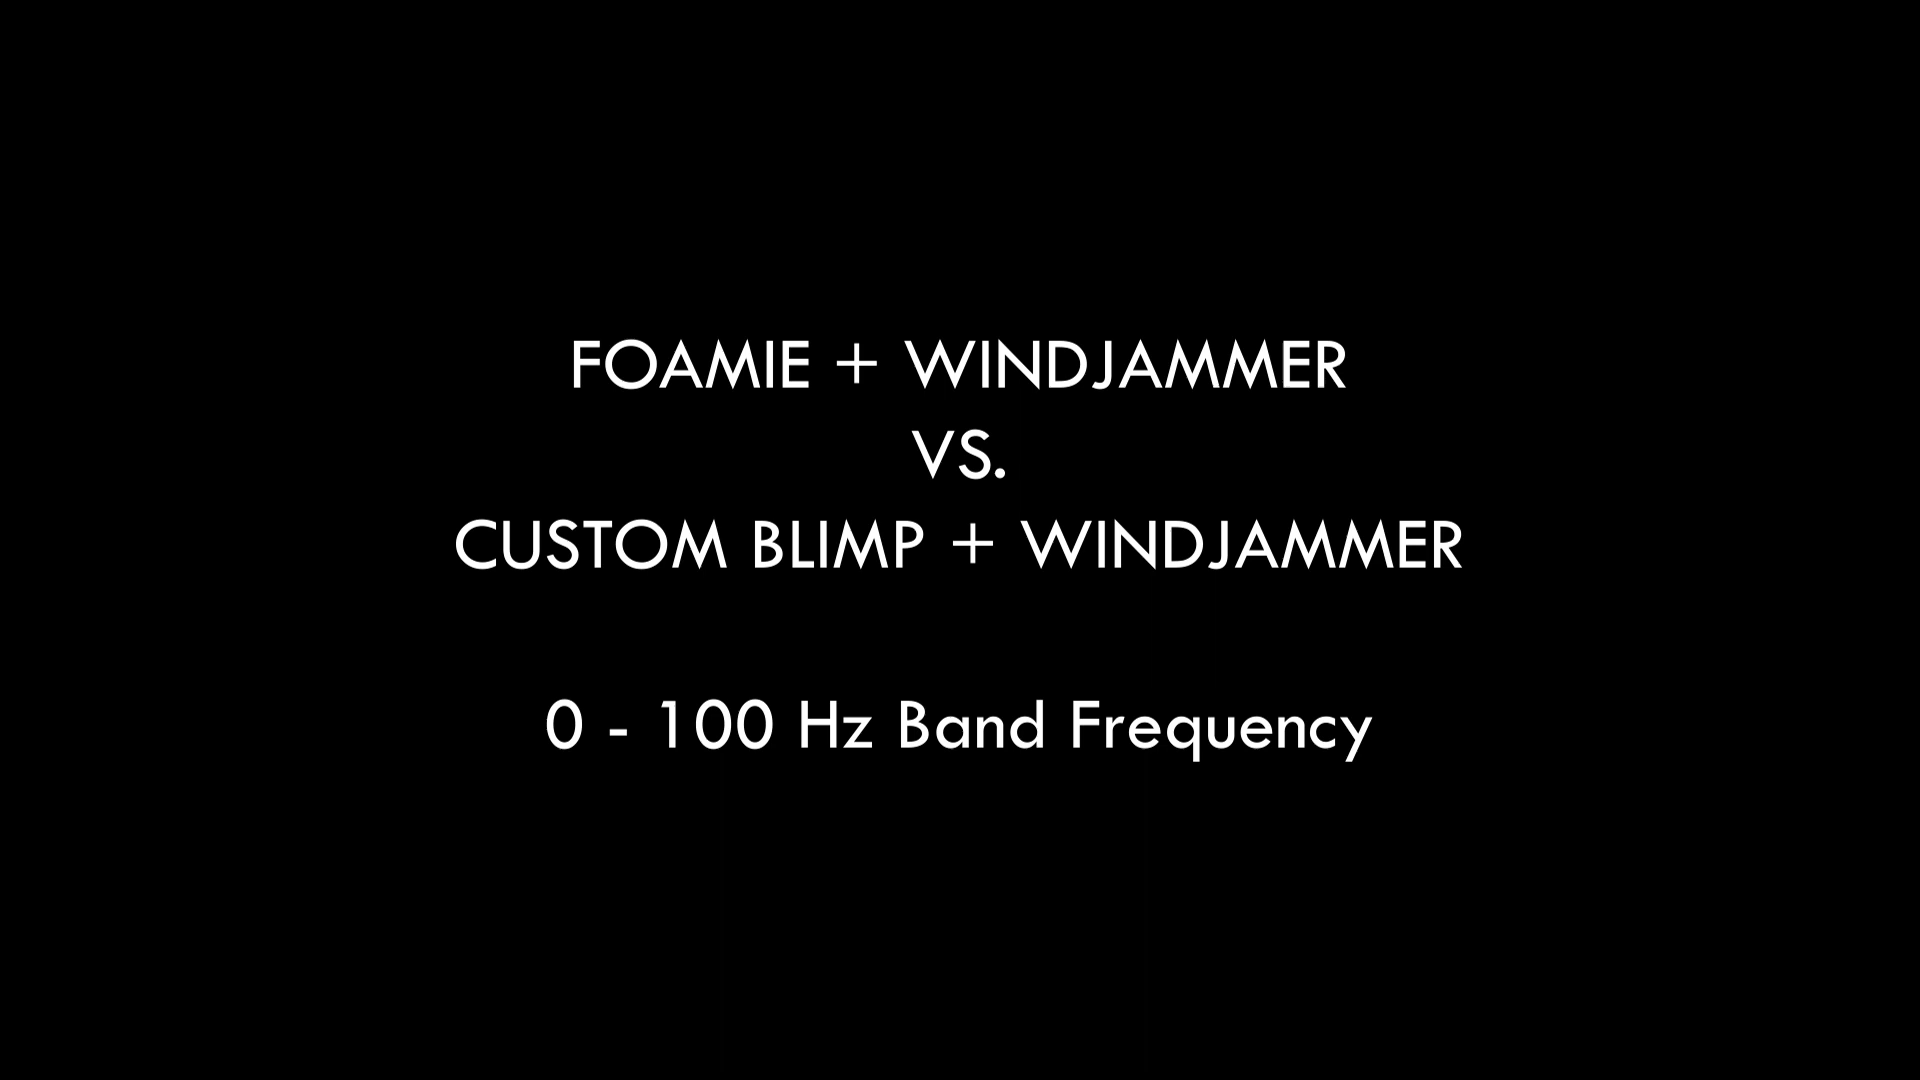 FOAMIE + WINDJAMMER
VS.
CUSTOM BLIMP + WINDJAMMER
0 - 100 Hz Band Frequency